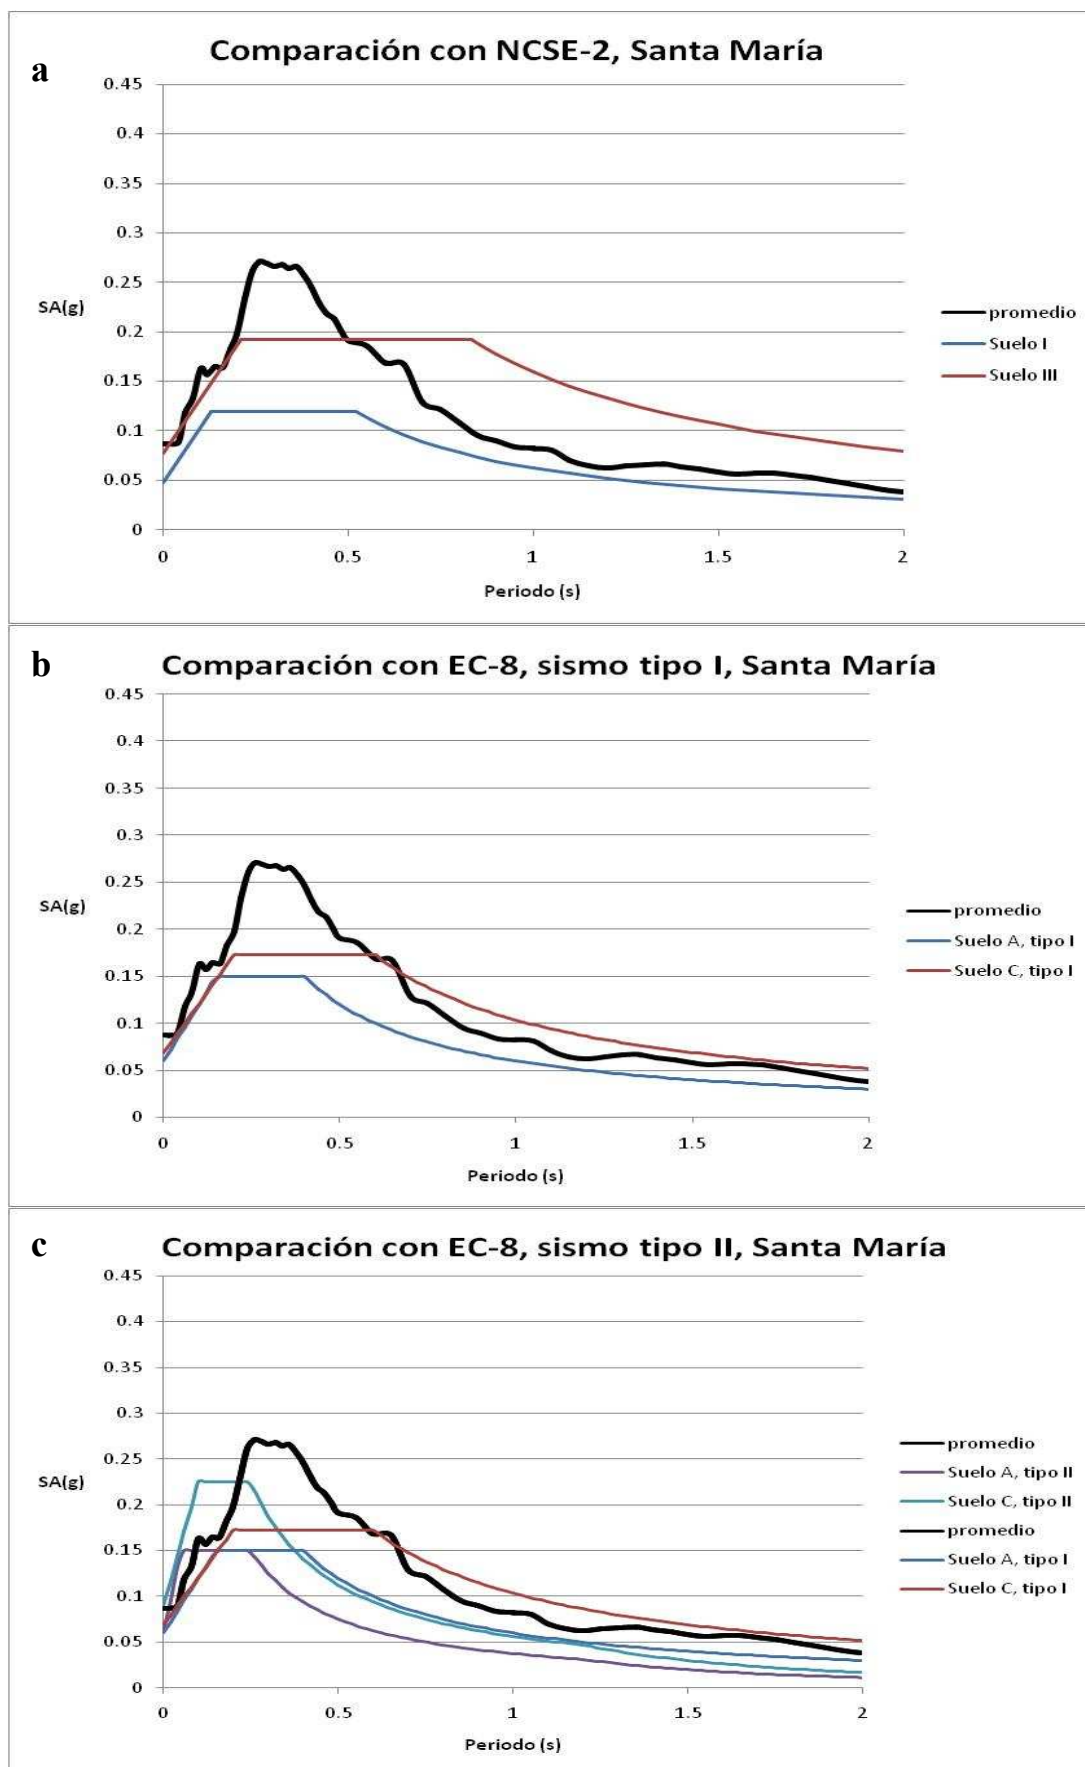 a
Comparación con NCSE-2, Santa María
0.45
0.4
0.35
0.3
0.25
0.2
0.15
0.1
0.05
0
SA(g)
0 0.5 1 1.5 2
Periodo (s)
promedio
Suelo I
Suelo III
b
Comparación con EC-8, sismo tipo I, Santa María
0.45
0.4
0.35
0.3
0.25
0.2
0.15
0.1
0.05
0
SA(g)
0 0.5 1 1.5 2
Periodo (s)
promedio
Suelo A, tipo I
Suelo C, tipo I
c
Comparación con EC-8, sismo tipo II, Santa María
0.45
0.4
0.35
0.3
0.25
0.2
0.15
0.1
0.05
0
SA(g)
0 0.5 1 1.5 2
Periodo (s)
promedio
Suelo A, tipo II
Suelo C, tipo II
promedio
Suelo A, tipo I
Suelo C, tipo I